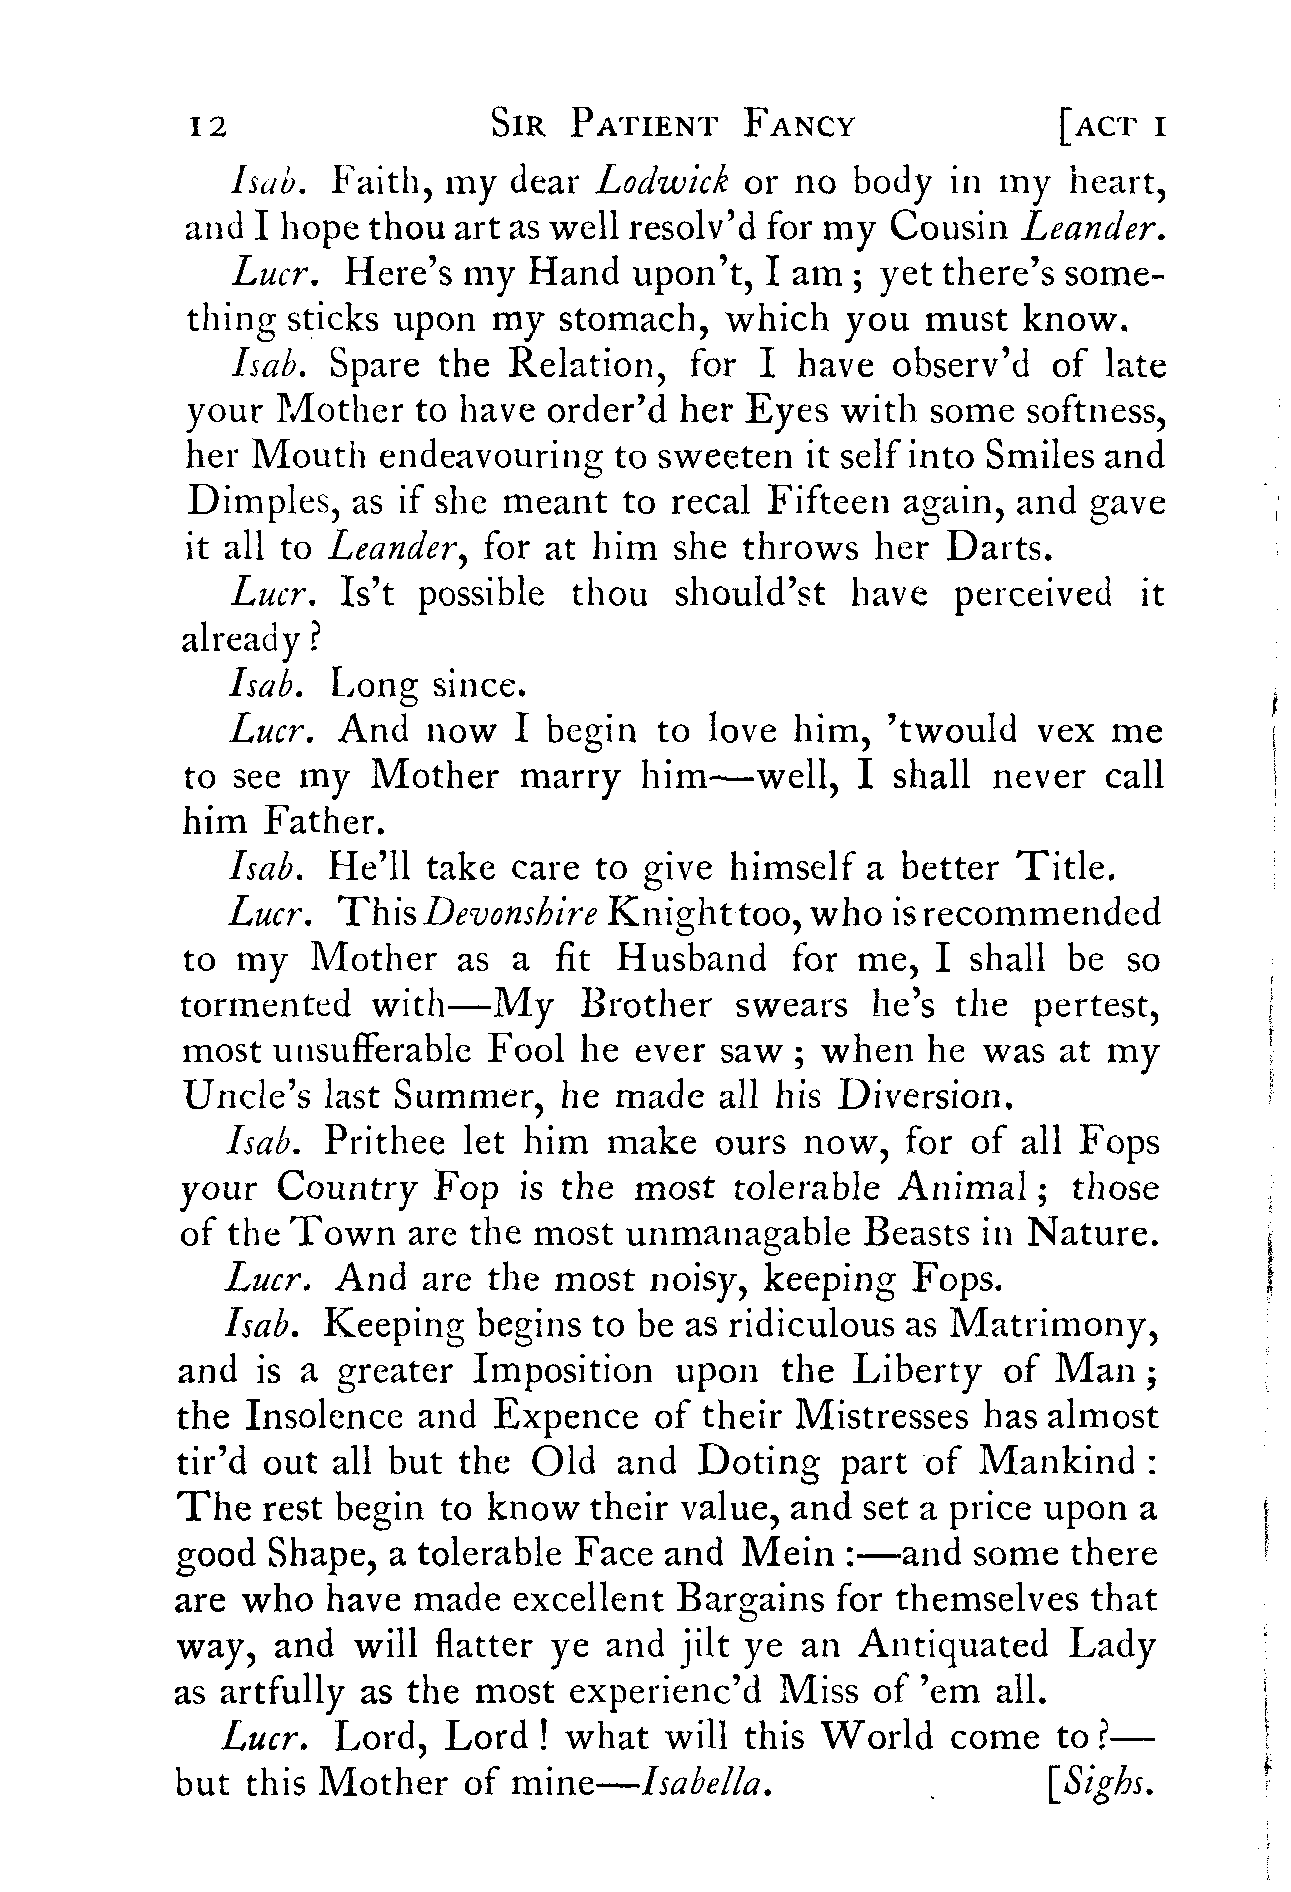 12 SIR PATIENT FANCY [ACT I
Isab. Faith, my dear Lodwick or no body in my heart,
and I hope thou art as well resolv'd for my Cousin Leander.
Lucr. Here's my Hand upon't, I am ; yet there's some-
thing sticks upon my stomach, which you must know.
Isab. Spare the Relation, for I have observ'd of late
your Mother to have order'd her Eyes with some softness,
her Mouth endeavouring to sweeten it self into Smiles and
Dimples, as if she meant to recal Fifteen again, and gave
it all to Leander, for at him she throws her Darts.
Lucr. Is't possible thou should'st have perceived it
already ?
Isab. Long since.
Lucr. And now I begin to love him, 'twould vex me
to see my Mother marry him—well, I shall never call
him Father.
Isab. He'll take care to give himself a better Title.
Lucr. This Devonshire Knight too, who is recommended
to my Mother as a fit Husband for me, I shall be so
tormented with—My Brother swears he's the pertest,
most unsufferable Fool he ever saw ; when he was at my
Uncle's last Summer, he made all his Diversion.
Isab. Prithee let him make ours now, for of all Fops
your Country Fop is the most tolerable Animal ; those
of the Town are the most unmanagable Beasts in Nature.
Lucr. And are the most noisy, keeping Fops.
Isab. Keeping begins to be as ridiculous as Matrimony,
and is a greater Imposition upon the Liberty of Man ;
the Insolence and Expence of their Mistresses has almost
tir'd out all but the Old and Doting part of Mankind :
The rest begin to know their value, and set a price upon a
good Shape, a tolerable Face and Mein :—and some there
are who have made excellent Bargains for themselves that
way, and will flatter ye and jilt ye an Antiquated Lady
as artfully as the most experienc'd Miss of 'em all.
Lucr. Lord, Lord ! what will this World come to ?—
but this Mother of mine—Isabella. [Sighs.